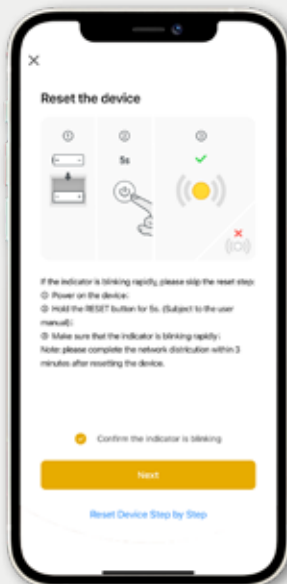 Reset the device
① ② ③
5s
If the indicator is blinking rapidly, please skip the reset step:
① Power on the device;
② Hold the RESET button for 5s. (Subject to the user
manual);
③ Make sure that the indicator is blinking rapidly;
Note: please complete the network distribution within 3
minutes after resetting the device.
Confirm the indicator is blinking
Next
Reset Device Step by Step